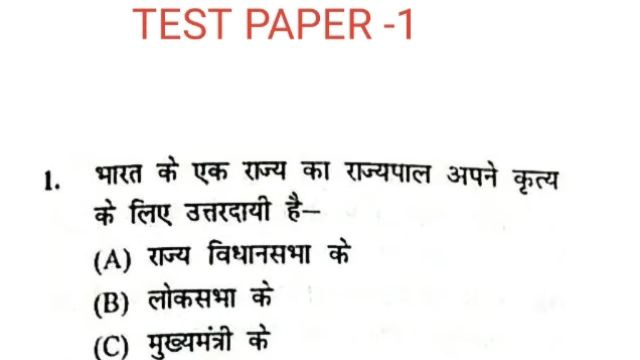 TEST PAPER -1
1. भारत के एक राज्य का राज्यपाल अपने कृत्य
के लिए उत्तरदायी है–
(A) राज्य विधानसभा के
(B) लोकसभा के
(C) मुख्यमंत्री के